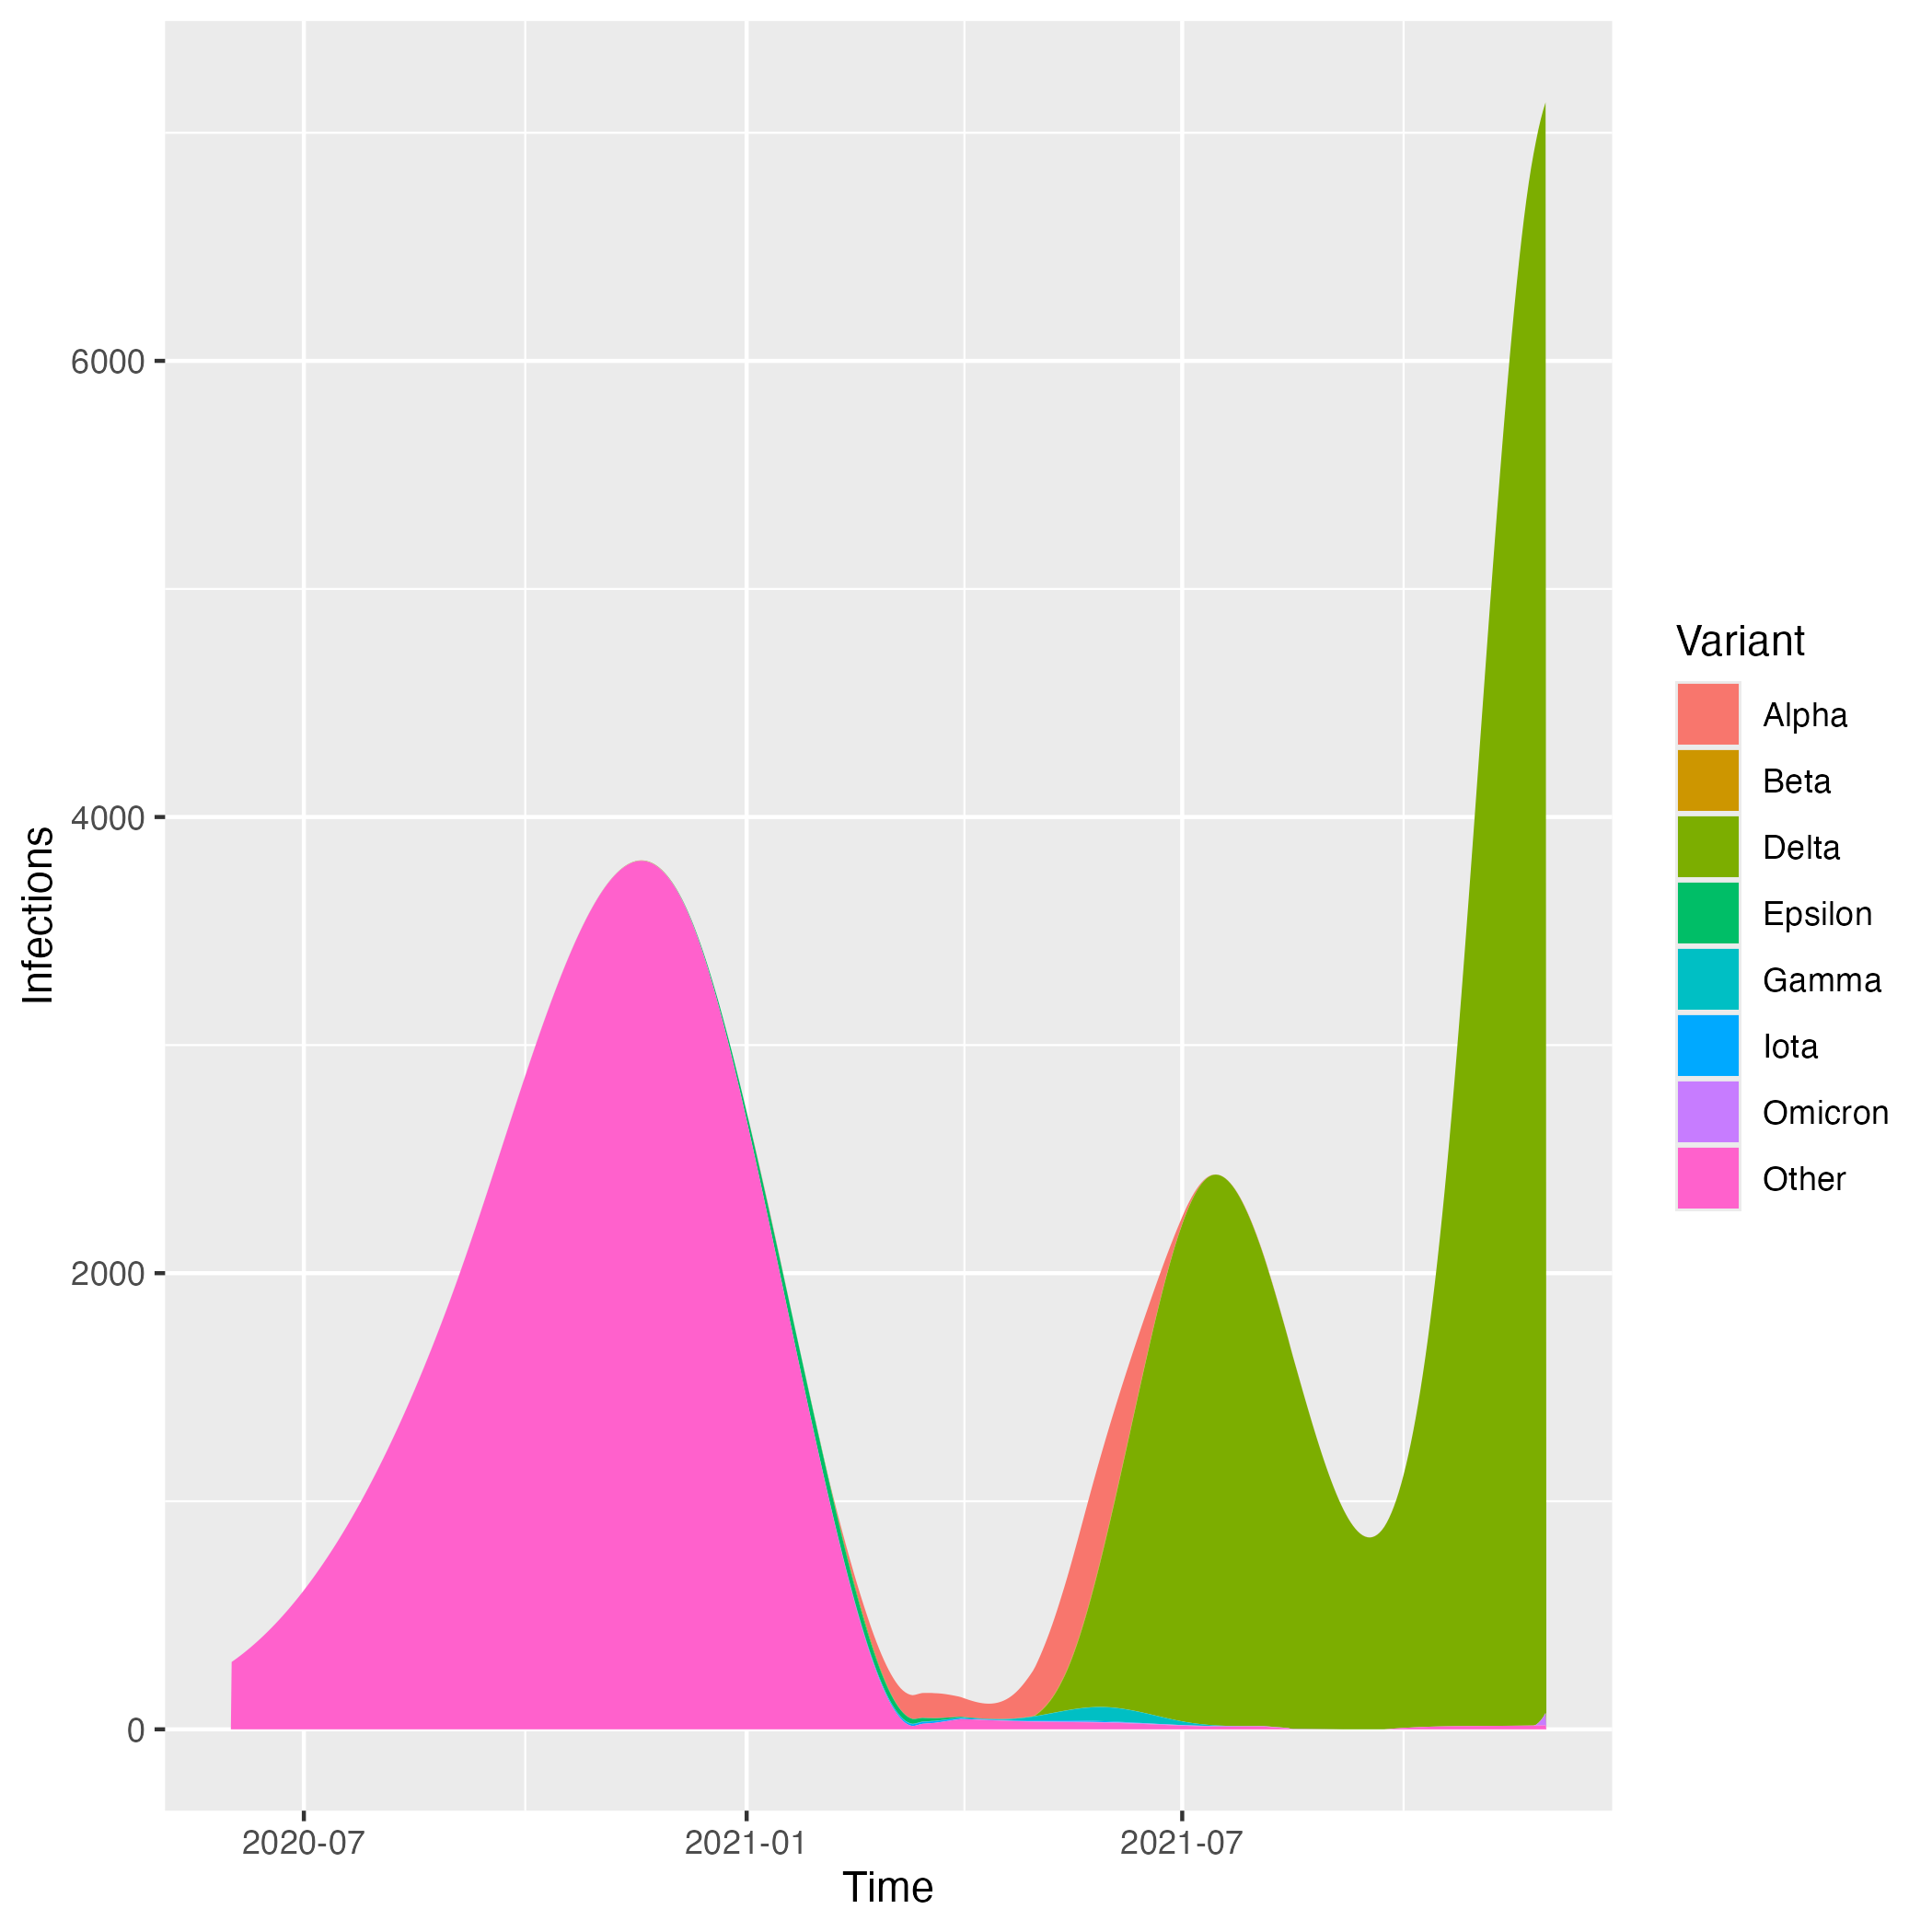 6000
4000
2000
0
Infections
2020-07
2021-01
2021-07
Time
Variant
Alpha
Beta
Delta
Epsilon
Gamma
Iota
Omicron
Other